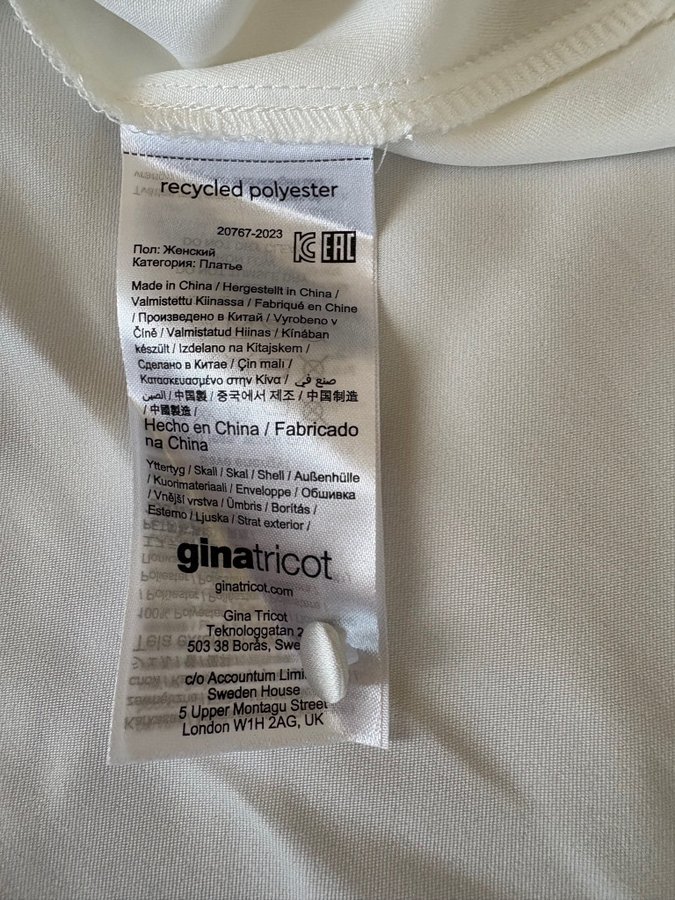 recycled polyester
20767-2023
EAC
Пол: Женский
Категория: Платье
Made in China / Hergestellt in China /
Valmistettu Kiinassa / Fabriqué en Chine
/ Произведено в Китай / Vyrobeno v
Číně / Valmistatud Hiinas / Kínában
készült / Izdelano na Kitajskem /
Сделано в Китае / Çin malı /
Κατασκευασμένο στην Κίνα / صنع في
الصين / 中国製 / 중국에서 제조 / 中国制造
/ 中國製造 /
Hecho en China / Fabricado
na China
Yttertyg / Skall / Skal / Shell / Außenhülle
/ Kuorimateriaali / Enveloppe / Обшивка
/ Vnější vrstva / Ümbris / Borítás /
Esterno / Ljuska / Strat exterior /
ginatricot
ginatricot.com
Gina Tricot
Teknologgatan
503 38 Borås,
c/o Accountum
Sweden House
5 Upper Montagu Street
London W1H 2AG, UK